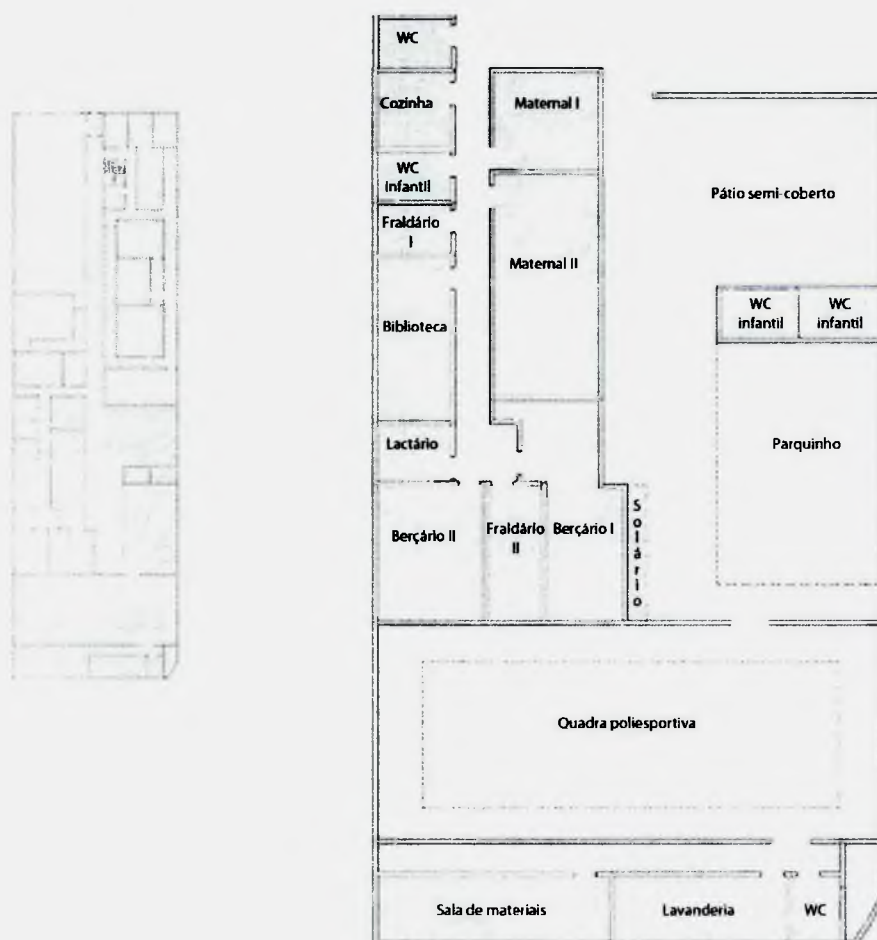 WC
Cozinha
Maternal I
WC
infantil
Pátio semi-coberto
Fraldário
I
Maternal II
WC
infantil
WC
infantil
Biblioteca
Lactário
Parquinho
Berçário II
Fraldário
II
Berçário I
Solário
Quadra poliesportiva
Sala de materiais
Lavanderia
WC